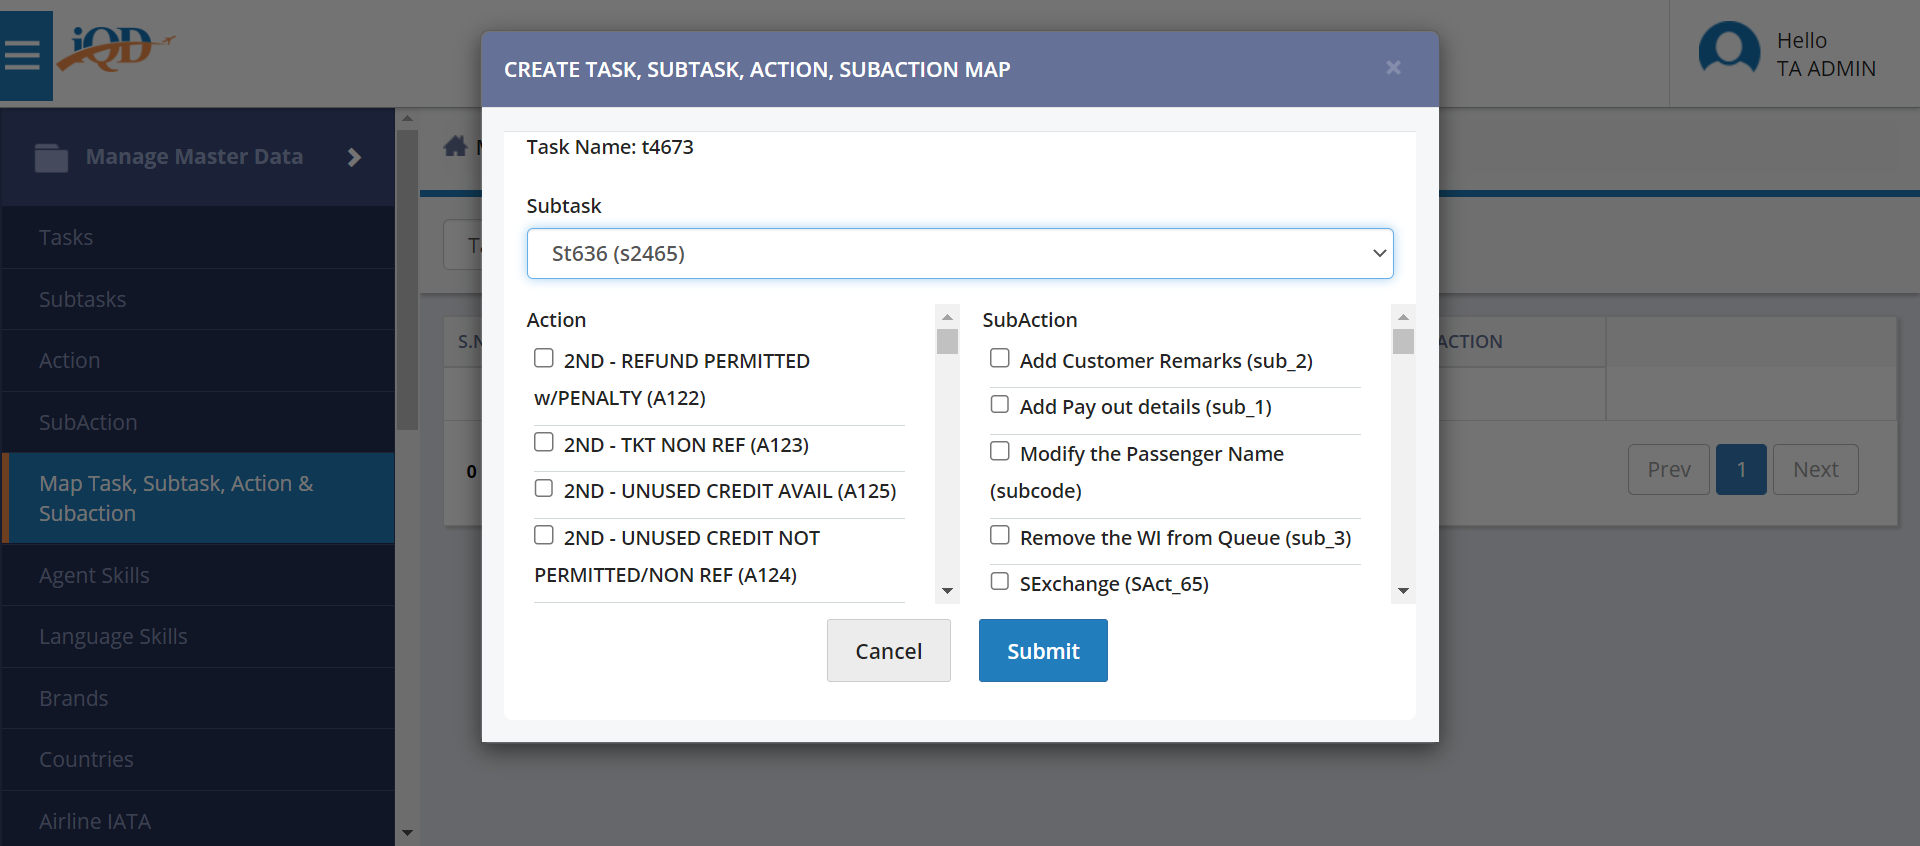 iQD
Hello
TA ADMIN
CREATE TASK, SUBTASK, ACTION, SUBACTION MAP
×
Manage Master Data
Tasks
Subtasks
Action
SubAction
Map Task, Subtask, Action &
Subaction
Agent Skills
Language Skills
Brands
Countries
Airline IATA
Task Name: t4673
Subtask
St636 (s2465)
Action
2ND - REFUND PERMITTED
w/PENALTY (A122)
2ND - TKT NON REF (A123)
2ND - UNUSED CREDIT AVAIL (A125)
2ND - UNUSED CREDIT NOT
PERMITTED/NON REF (A124)
SubAction
Add Customer Remarks (sub_2)
Add Pay out details (sub_1)
Modify the Passenger Name
(subcode)
Remove the WI from Queue (sub_3)
SExchange (SAct_65)
Cancel
Submit
ACTION
0
Prev
1
Next